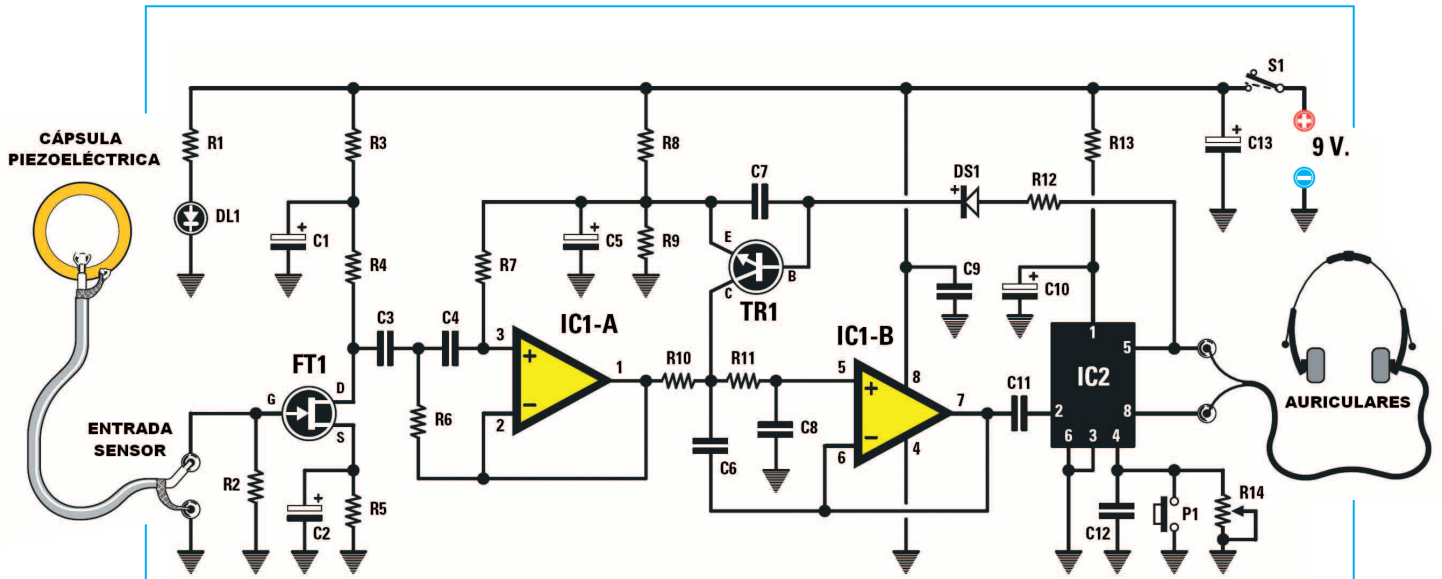 S1
CÁPSULA
PIEZOELÉCTRICA
R1
R3
R8
R13
C13
9 V.
C7
DS1
R12
DL1
C1
C5
R9
E
B
C
TR1
R4
R7
C9
C10
C3
C4
IC1-A
IC1-B
3
1
2
R10
R11
5
8
7
6
4
C11
1
5
IC2
2
8
6
3
4
AURICULARES
FT1
D
G
S
R6
C6
C8
ENTRADA
SENSOR
R2
C2
R5
C12
P1
R14
+
+
+
+
+
+
+
−
+
−
+
−